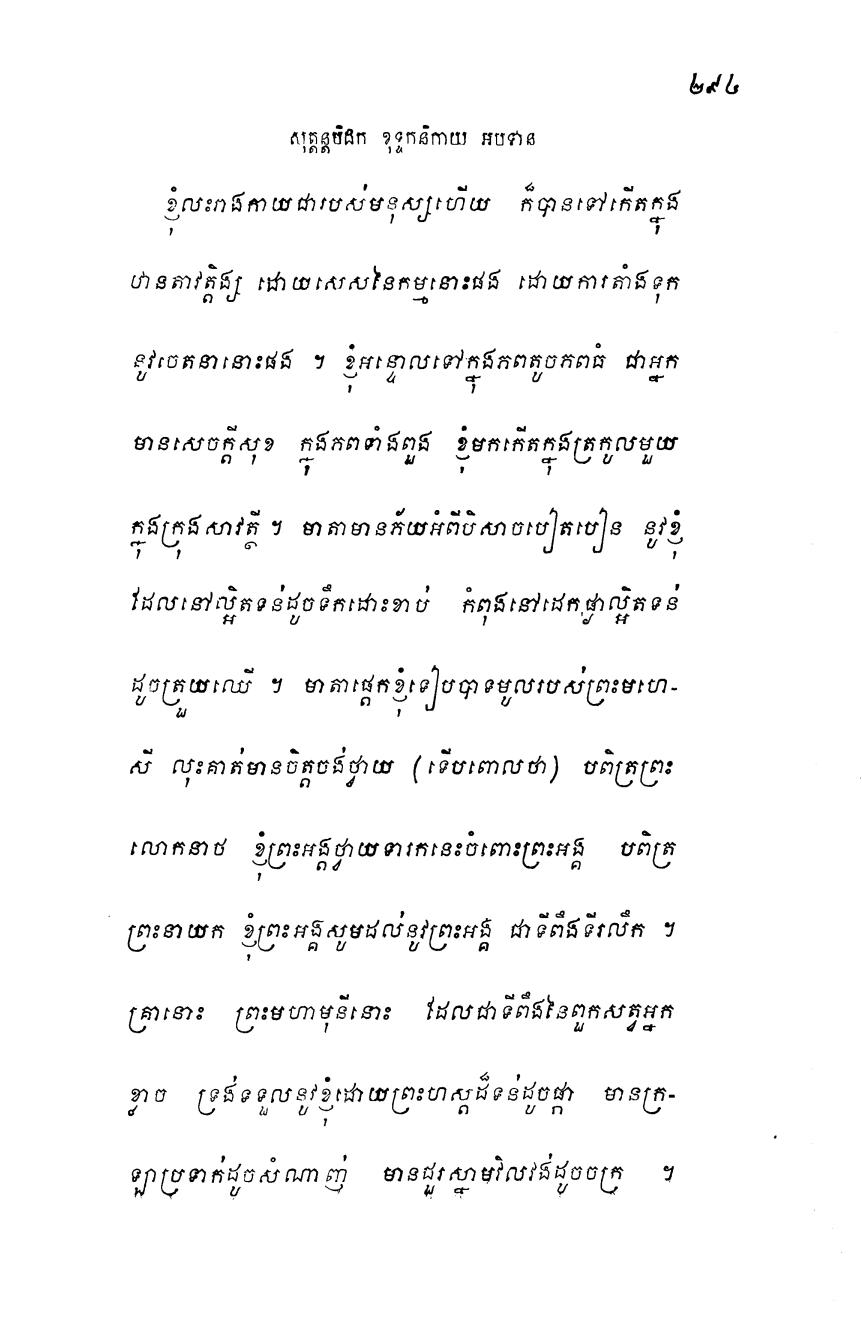 ២៩៤
សុត្តន្តបិដក ខុទ្ទកនិកាយ អបទាន
ខ្ញុំលះរាងកាយជារបស់មនុស្សហើយ ក៏បានទៅកើតក្នុង
ឋានតាវត្តិង្ស ដោយសេសនៃកម្មនោះផង ដោយការតាំងទុក
នូវចេតនានោះផង ។ ខ្ញុំអន្ទោលទៅក្នុងភពតូចភពធំ ជាអ្នក
មានសេចក្តីសុខ ក្នុងភពទាំងពួង ខ្ញុំមកកើតក្នុងត្រកូលមួយ
ក្នុងក្រុងសាវត្ថី ។ មាតាមានភ័យអំពីបិសាចបៀតបៀន នូវខ្ញុំ
ដែលនៅល្អិតទន់ដូចទឹកដោះខាប់ កំពុងនៅដេកផ្ងាល្អិតទន់
ដូចត្រួយឈើ ។ មាតាផ្តេកខ្ញុំទៀបបាទមូលរបស់ព្រះមហេ-
សី លុះគាត់មានចិត្តចង់ថ្វាយ (ទើបពោលថា) បពិត្រព្រះ
លោកនាថ ខ្ញុំព្រះអង្គថ្វាយទារកនេះចំពោះព្រះអង្គ បពិត្រ
ព្រះនាយក ខ្ញុំព្រះអង្គសូមដល់នូវព្រះអង្គ ជាទីពឹងទីរលឹក ។
គ្រានោះ ព្រះមហាមុនីនោះ ដែលជាទីពឹងនៃពួកសត្វអ្នក
ខ្លាច ទ្រង់ទទួលនូវខ្ញុំដោយព្រះហស្តដ៏ទន់ដូចផ្កា មានក្រ-
ឡាប្រទាក់ដូចសំណាញ់ មានជួរស្នាមវិលវង់ដូចចក្រ ។